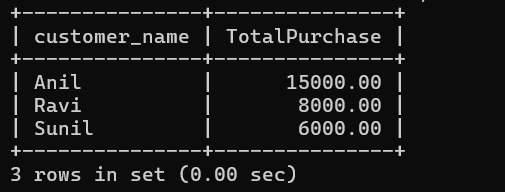 +---------------+---------------+
| customer_name | TotalPurchase |
+---------------+---------------+
| Anil          |      15000.00 |
| Ravi          |       8000.00 |
| Sunil         |       6000.00 |
+---------------+---------------+
3 rows in set (0.00 sec)